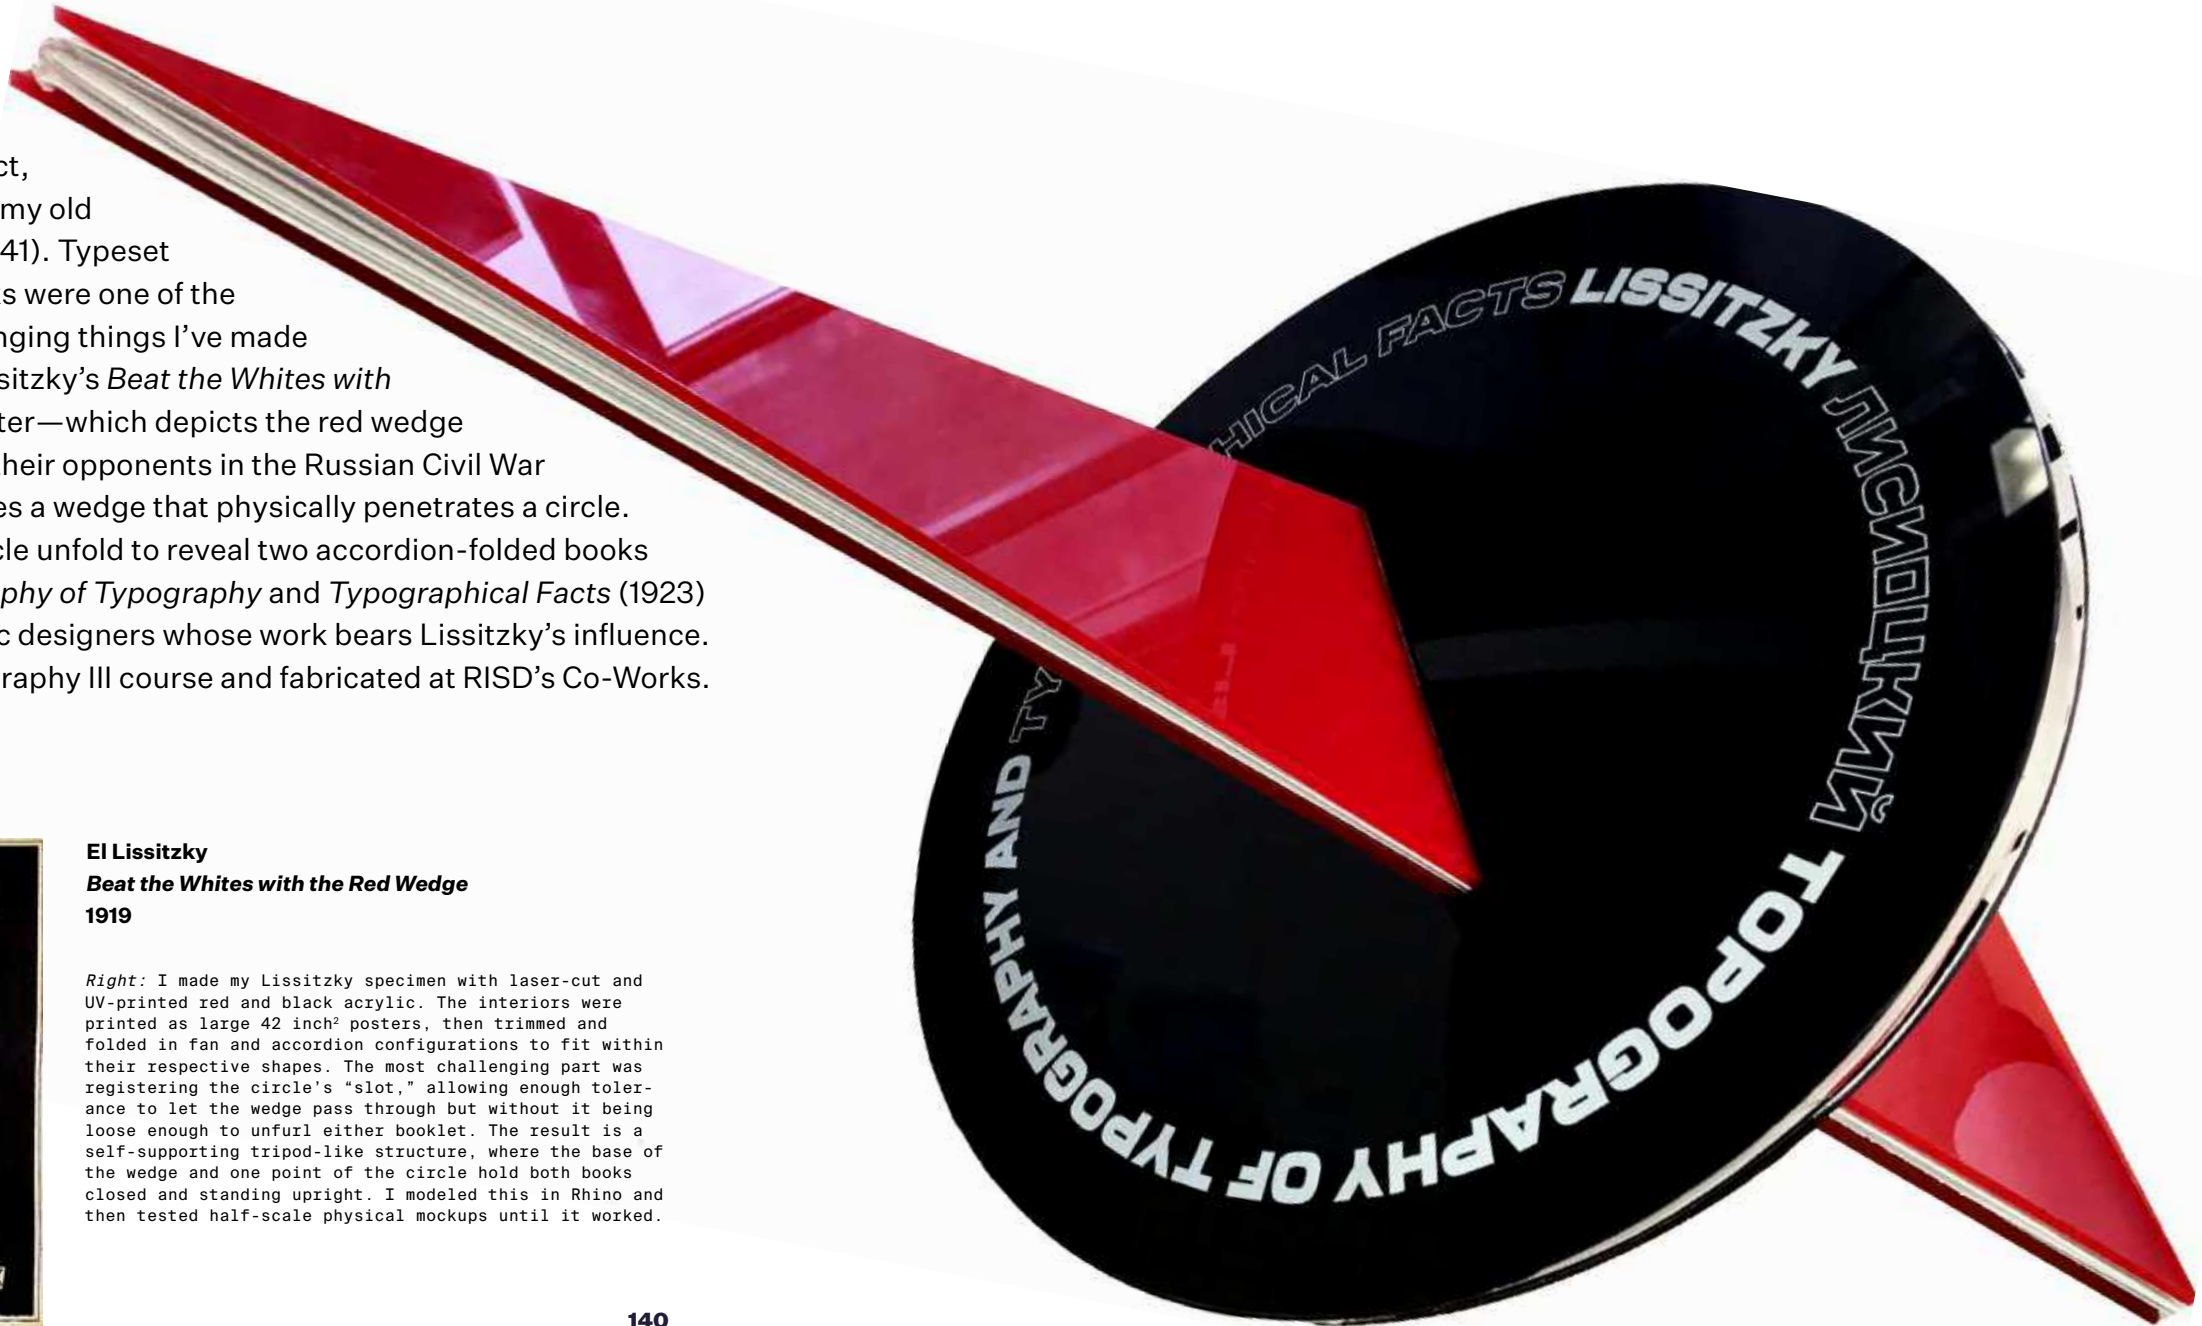 ct,
my old
41). Typeset
s were one of the
nging things I've made
sitzky's Beat the Whites with
ter—which depicts the red wedge
heir opponents in the Russian Civil War
es a wedge that physically penetrates a circle.
cle unfold to reveal two accordion-folded books
phy of Typography and Typographical Facts (1923)
c designers whose work bears Lissitzky's influence.
raphy III course and fabricated at RISD's Co-Works.
El Lissitzky
Beat the Whites with the Red Wedge
1919
Right: I made my Lissitzky specimen with laser-cut and
UV-printed red and black acrylic. The interiors were
printed as large 42 inch² posters, then trimmed and
folded in fan and accordion configurations to fit within
their respective shapes. The most challenging part was
registering the circle's “slot,” allowing enough toler-
ance to let the wedge pass through but without it being
loose enough to unfurl either booklet. The result is a
self-supporting tripod-like structure, where the base of
the wedge and one point of the circle hold both books
closed and standing upright. I modeled this in Rhino and
then tested half-scale physical mockups until it worked.
140
LISSITZKY ЛИСИЦКИЙ TOPOGRAPHY OF TYPOGRAPHY AND TY
HICAL FACTS